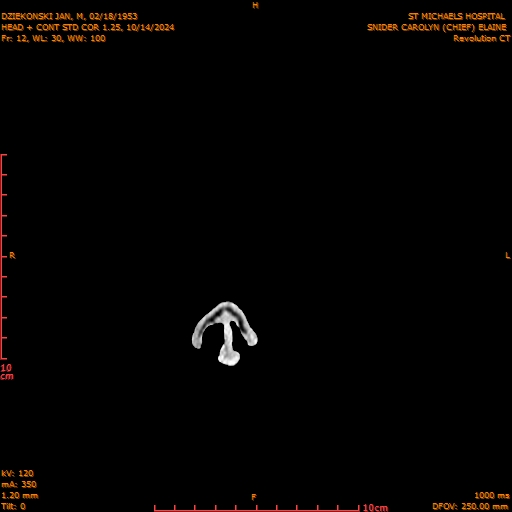 H
DZIEKONSKI JAN, M, 02/18/1953
ST MICHAELS HOSPITAL
HEAD + CONT STD COR 1.25, 10/14/2024
SNIDER CAROLYN (CHIEF) ELAINE
Fr: 12, WL: 30, WW: 100
Revolution CT
R
L
10
cm
kV: 120
mA: 350
1.20 mm
Tilt: 0
F
1000 ms
DFOV: 250.00 mm
10cm